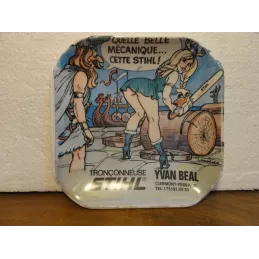 QUELLE BELLE
MÉCANIQUE...
CETTE STIHL!
TRONÇONNEUSE
STIHL
YVAN BEAL